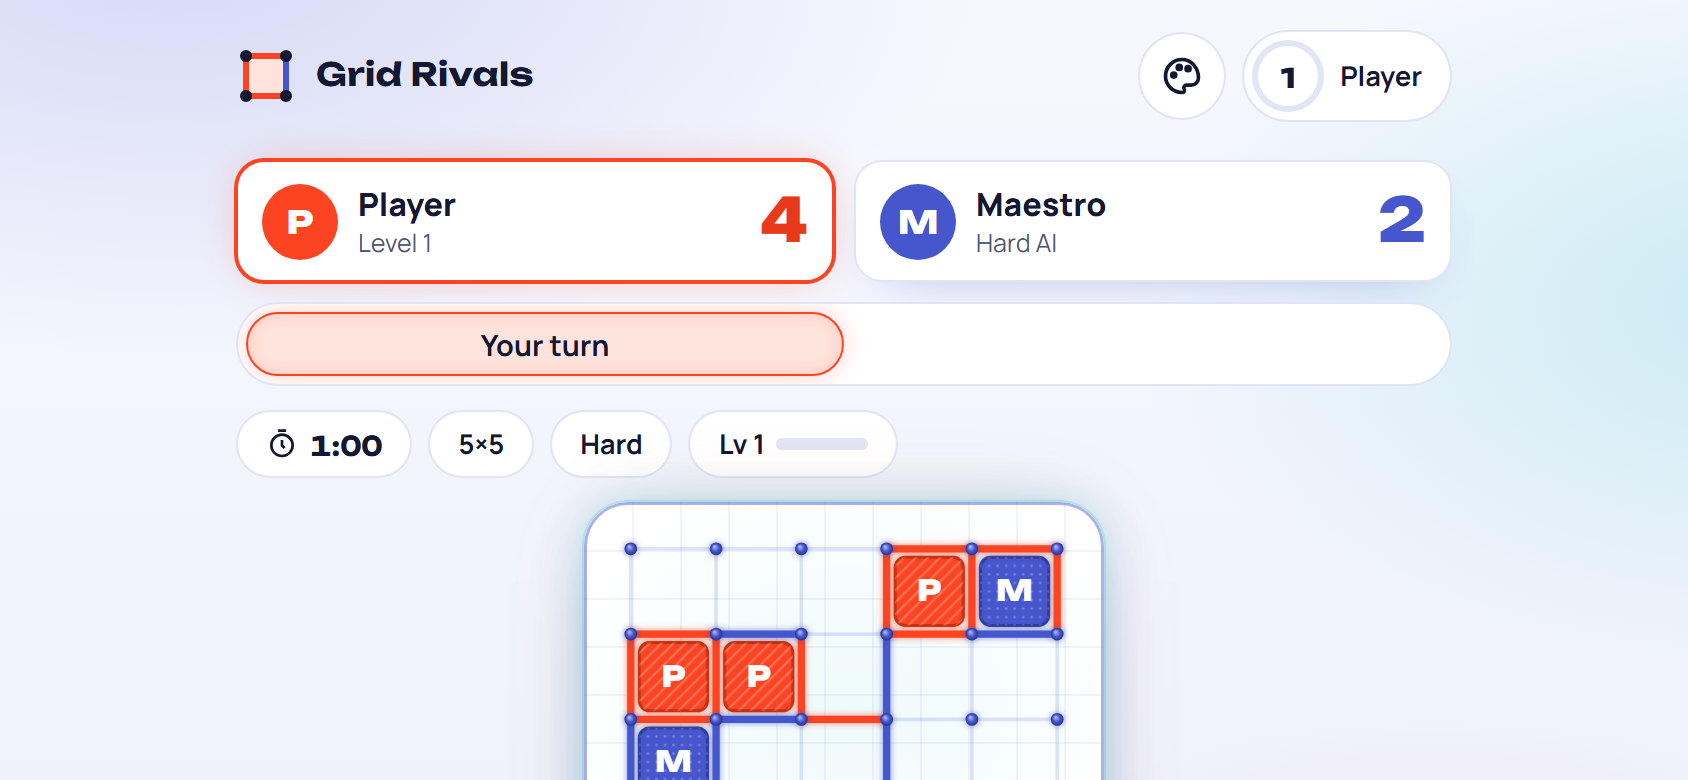 Grid Rivals
1 Player
P Player 4
Level 1
M Maestro 2
Hard AI
Your turn
1:00 5×5 Hard Lv 1
P M
P P
M